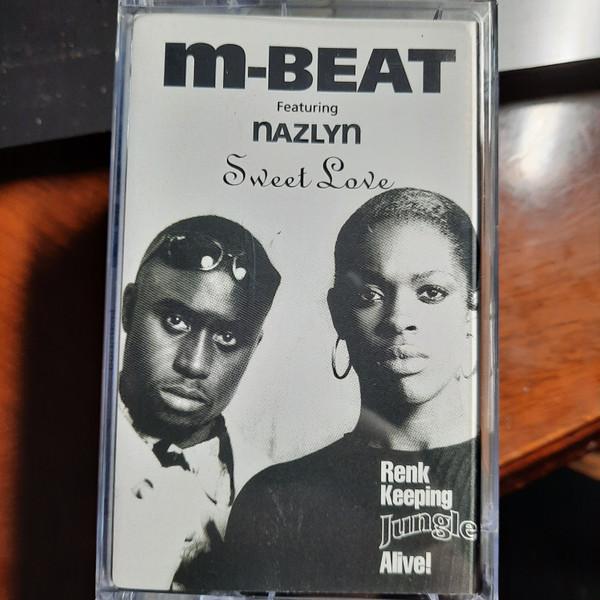 m-BEAT
Featuring
nAZLYn
Sweet Love
Renk
Keeping
Jungle
Alive!